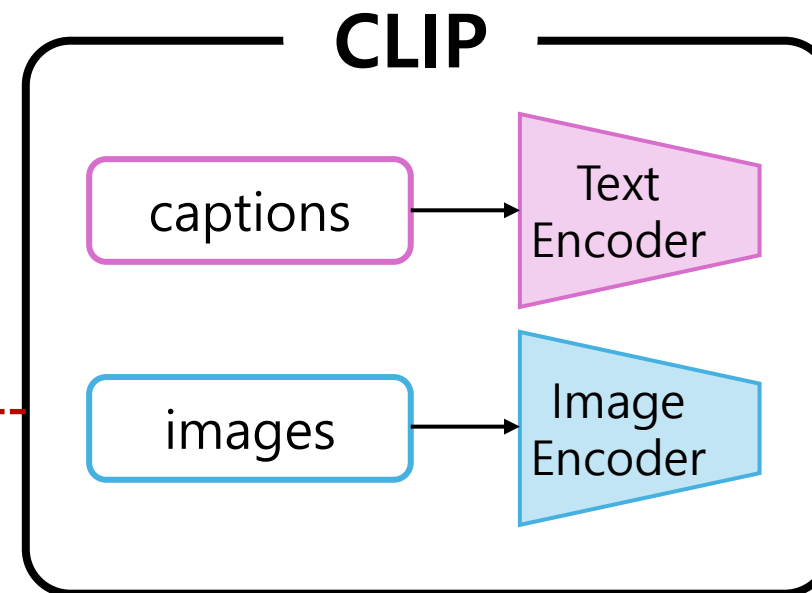 CLIP
captions
Text
Encoder
images
Image
Encoder